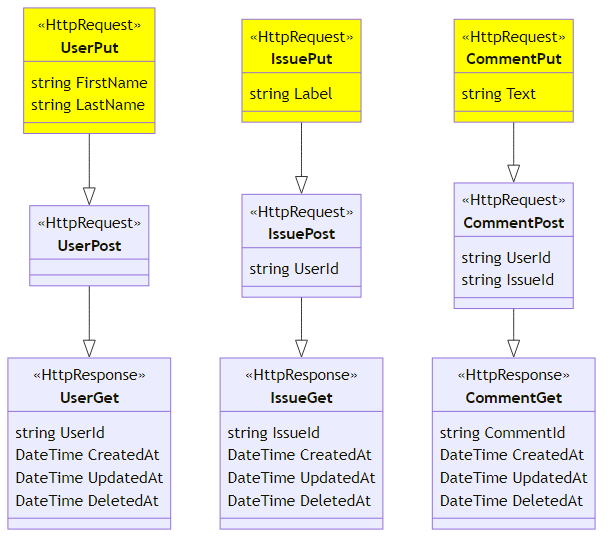 «HttpRequest»
UserPut
string FirstName
string LastName
«HttpRequest»
UserPost
«HttpResponse»
UserGet
string UserId
DateTime CreatedAt
DateTime UpdatedAt
DateTime DeletedAt
«HttpRequest»
IssuePut
string Label
«HttpRequest»
IssuePost
string UserId
«HttpResponse»
IssueGet
string IssueId
DateTime CreatedAt
DateTime UpdatedAt
DateTime DeletedAt
«HttpRequest»
CommentPut
string Text
«HttpRequest»
CommentPost
string UserId
string IssueId
«HttpResponse»
CommentGet
string CommentId
DateTime CreatedAt
DateTime UpdatedAt
DateTime DeletedAt